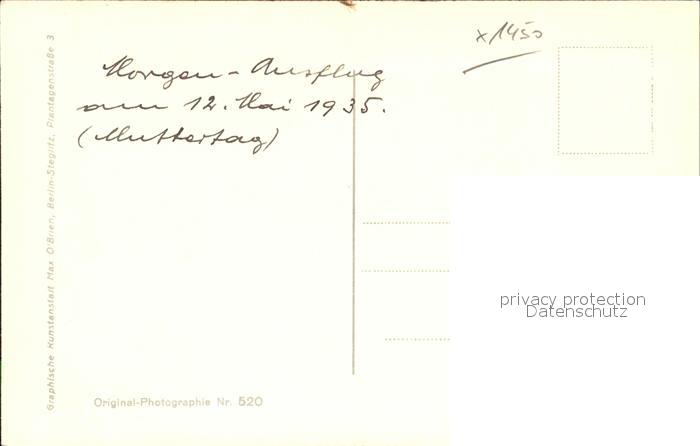 x 1450
Morgen-Ausflug
am 12. Mai 1935.
(Muttertag)
Graphische Kunstanstalt Max O'Brien, Berlin-Steglitz, Plantagenstraße 3
privacy protection
Datenschutz
Original-Photographie Nr. 520